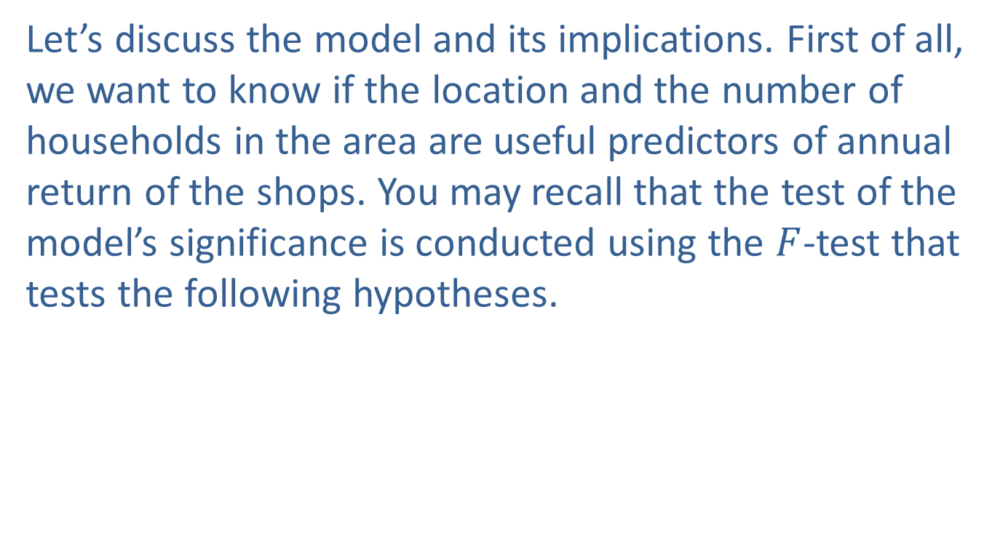 Let’s discuss the model and its implications. First of all,
we want to know if the location and the number of
households in the area are useful predictors of annual
return of the shops. You may recall that the test of the
model’s significance is conducted using the F-test that
tests the following hypotheses.